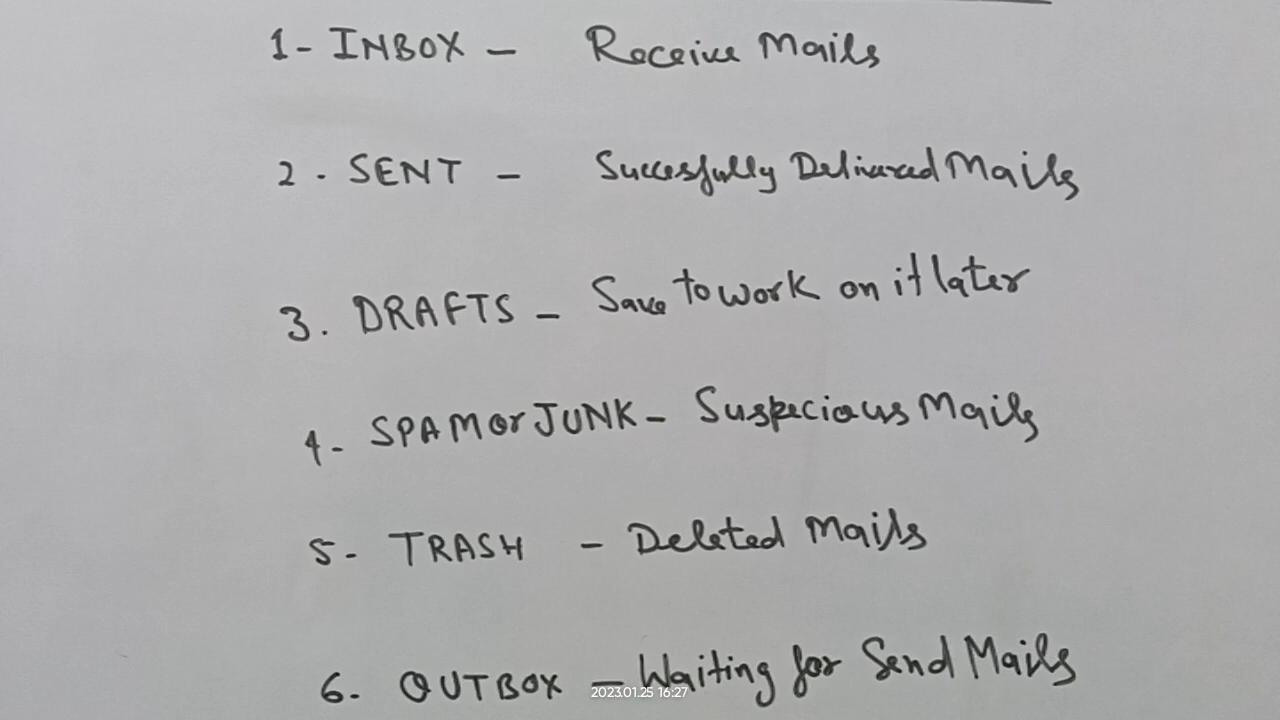 1- INBOX - Receive Mails
2. SENT - Succesfully Delivered Mails
3. DRAFTS - Save to work on it later
4- SPAM or JUNK - Suspecious Mails
5- TRASH - Deleted Mails
6. OUTBOX - Waiting for Send Mails
2023.01.25 16:27